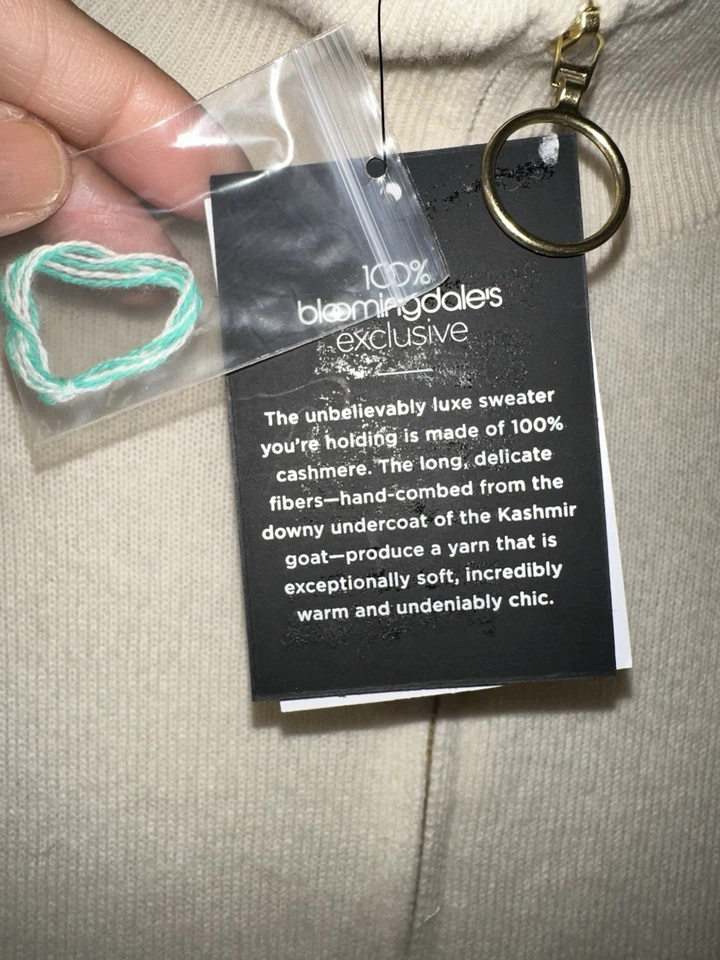 100%
bloomingdale's
exclusive
The unbelievably luxe sweater
you're holding is made of 100%
cashmere. The long, delicate
fibers—hand-combed from the
downy undercoat of the Kashmir
goat—produce a yarn that is
exceptionally soft, incredibly
warm and undeniably chic.